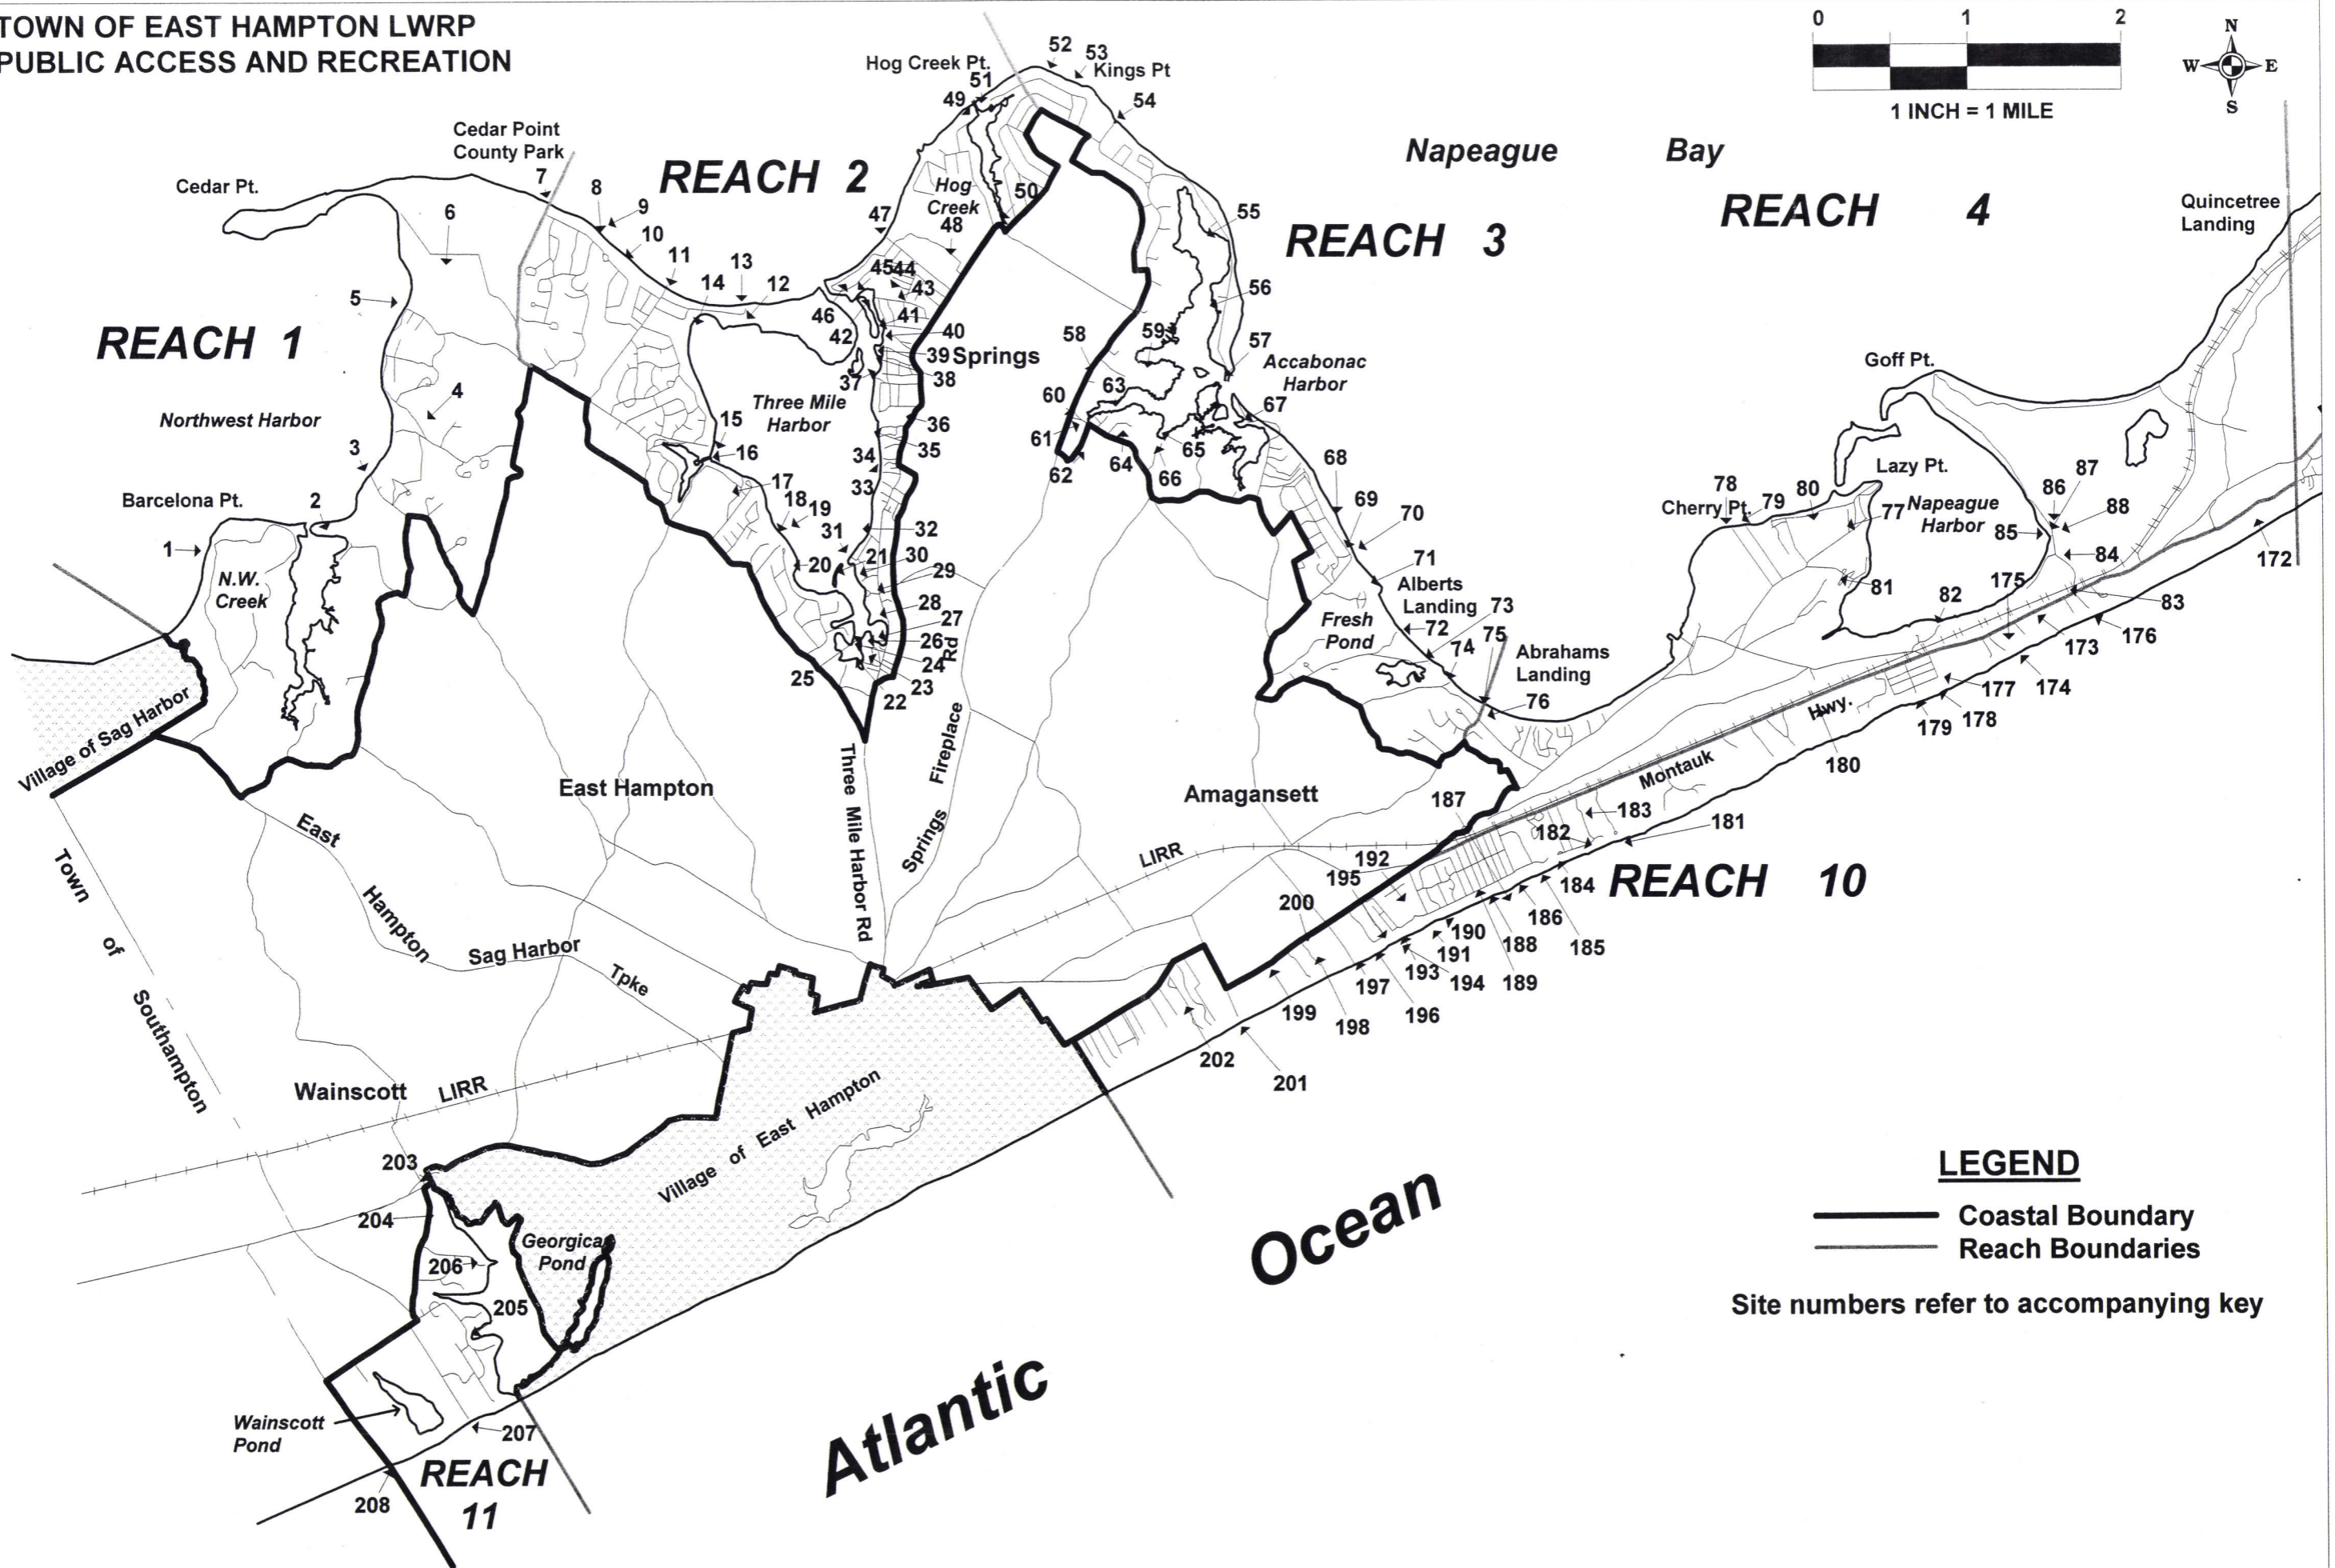 TOWN OF EAST HAMPTON LWRP
PUBLIC ACCESS AND RECREATION
0 1 2
1 INCH = 1 MILE
N
W E
S
Hog Creek Pt.
52
53
Kings Pt
51
49
54
Cedar Point
County Park
Napeague Bay
REACH 2
REACH 4
Cedar Pt.
7
8
9
6
10
11
13
14
12
47
Hog
Creek
50
48
55
REACH 3
Quincetree
Landing
5
45
44
43
46
42
41
40
56
REACH 1
39
Springs
38
37
58
59
57
Accabonac
Harbor
Goff Pt.
4
Northwest Harbor
Three Mile
Harbor
60
63
67
15
36
61
65
16
35
34
64
3
62
66
68
Lazy Pt.
Barcelona Pt.
2
17
33
18
19
69
70
Cherry Pt.
78
79
80
77
Napeague
Harbor
86
87
88
85
1
31
32
20
21
30
29
71
84
172
N.W.
Creek
28
Alberts
Landing
73
81
82
175
83
27
Fresh
Pond
72
75
26
24
74
173
176
25
23
22
Abrahams
Landing
76
177
174
179
178
Village of Sag Harbor
Hwy.
180
Montauk
Three Mile Harbor Rd
Springs Fireplace Rd
East Hampton
Amagansett
187
183
182
181
East Hampton Sag Harbor Tpke
LIRR
192
195
184
REACH 10
200
186
190
188
185
191
193
194
189
197
196
199
198
202
201
Town of Southampton
Wainscott
LIRR
Village of East Hampton
203
204
Georgica
Pond
206
205
Atlantic Ocean
LEGEND
Coastal Boundary
Reach Boundaries
Site numbers refer to accompanying key
Wainscott
Pond
207
REACH
11
208